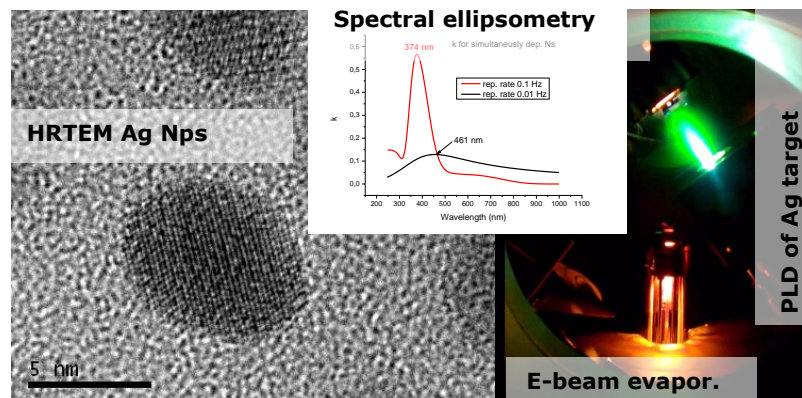 Spectral ellipsometry
374 nm
k for simultaneusly dep. Ns
0,6
0,5
0,4
0,3
0,2
0,1
0,0
k
rep. rate 0.1 Hz
rep. rate 0.01 Hz
461 nm
200 300 400 500 600 700 800 900 1000 1100
Wavelength (nm)
HRTEM Ag Nps
PLD of Ag target
5 nm
E-beam evapor.